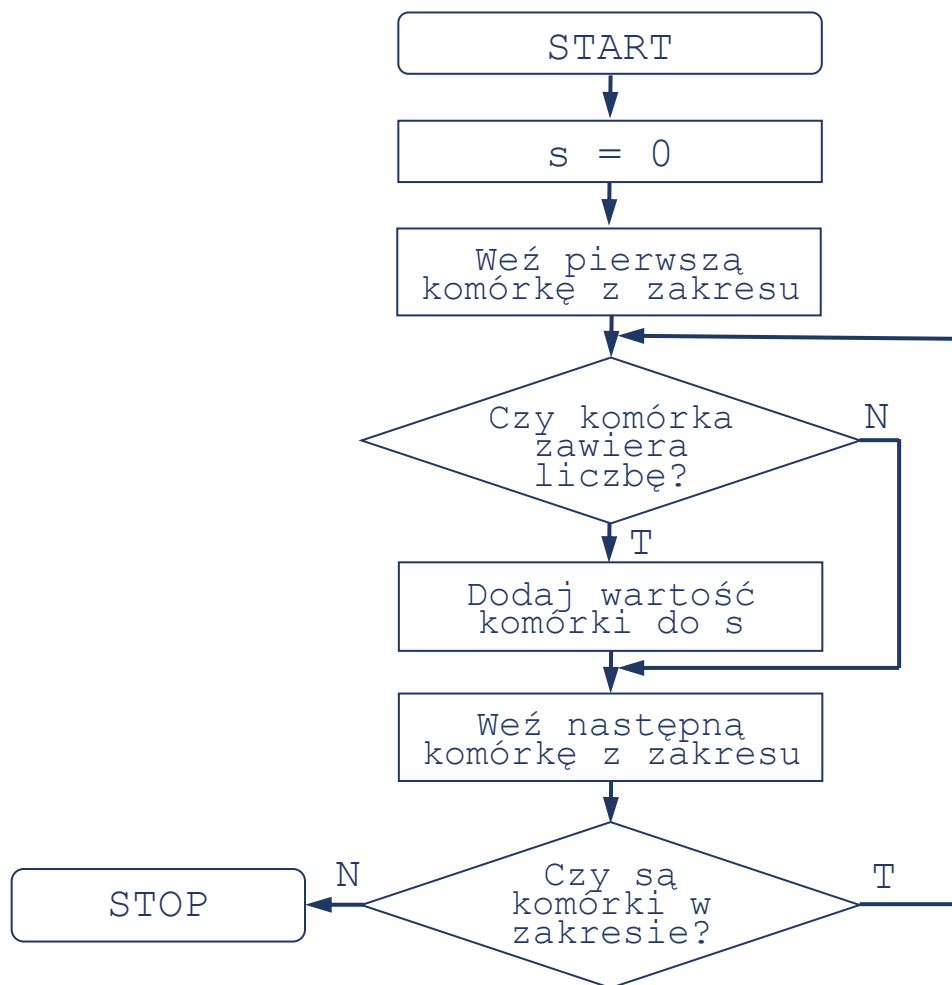 START
s = 0
Weź pierwszą
komórkę z zakresu
Czy komórka
zawiera
liczbę?
N
T
Dodaj wartość
komórki do s
Weź następną
komórkę z zakresu
Czy są
komórki w
zakresie?
N
T
STOP